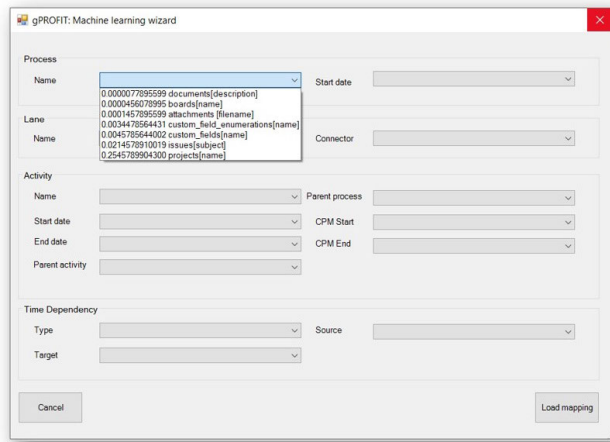 gPROFIT: Machine learning wizard
Process
Name
Start date
0.0000077895599 documents[description]
0.0000456078995 boards[name]
0.0001457895599 attachments [filename]
0.0034478564431 custom_field_enumerations[name]
0.0045785644002 custom_fields[name]
0.0214578910019 issues[subject]
0.2545789904300 projects[name]
Lane
Name
Connector
Activity
Name
Parent process
Start date
CPM Start
End date
CPM End
Parent activity
Time Dependency
Type
Source
Target
Cancel
Load mapping